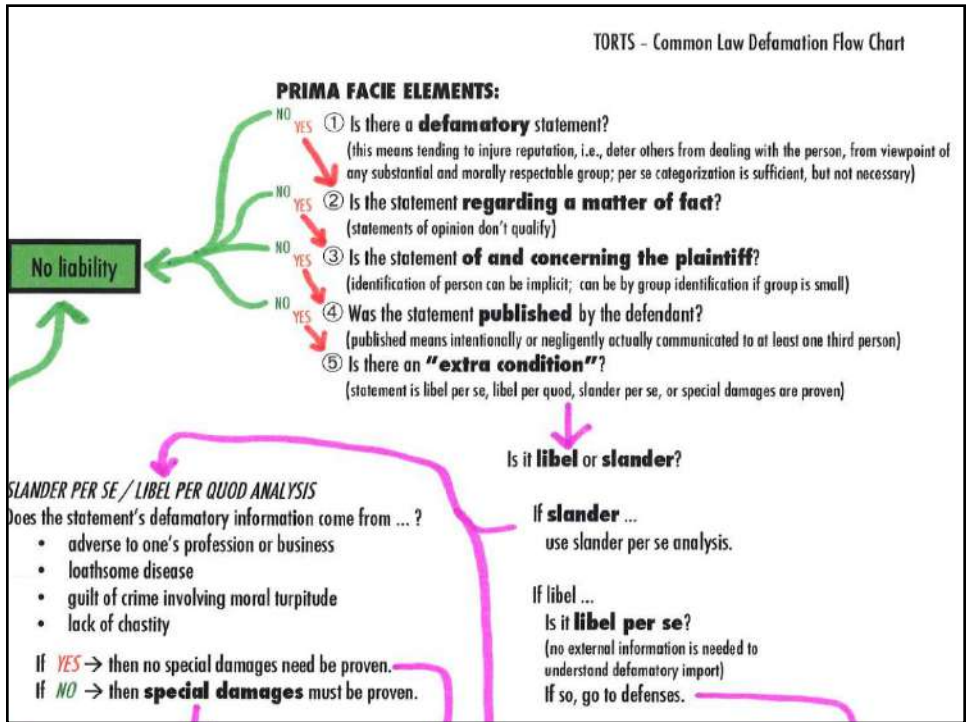 TORTS – Common Law Defamation Flow Chart
PRIMA FACIE ELEMENTS:
NO
YES ① Is there a defamatory statement?
(this means tending to injure reputation, i.e., deter others from dealing with the person, from viewpoint of
any substantial and morally respectable group; per se categorization is sufficient, but not necessary)
NO
YES ② Is the statement regarding a matter of fact?
(statements of opinion don't qualify)
NO
YES ③ Is the statement of and concerning the plaintiff?
(identification of person can be implicit; can be by group identification if group is small)
NO
YES ④ Was the statement published by the defendant?
(published means intentionally or negligently actually communicated to at least one third person)
⑤ Is there an "extra condition"?
(statement is libel per se, libel per quod, slander per se, or special damages are proven)
No liability
Is it libel or slander?
If slander ...
use slander per se analysis.
If libel ...
Is it libel per se?
(no external information is needed to
understand defamatory import)
If so, go to defenses.
SLANDER PER SE / LIBEL PER QUOD ANALYSIS
Does the statement's defamatory information come from ... ?
• adverse to one's profession or business
• loathsome disease
• guilt of crime involving moral turpitude
• lack of chastity
If YES → then no special damages need be proven.
If NO → then special damages must be proven.